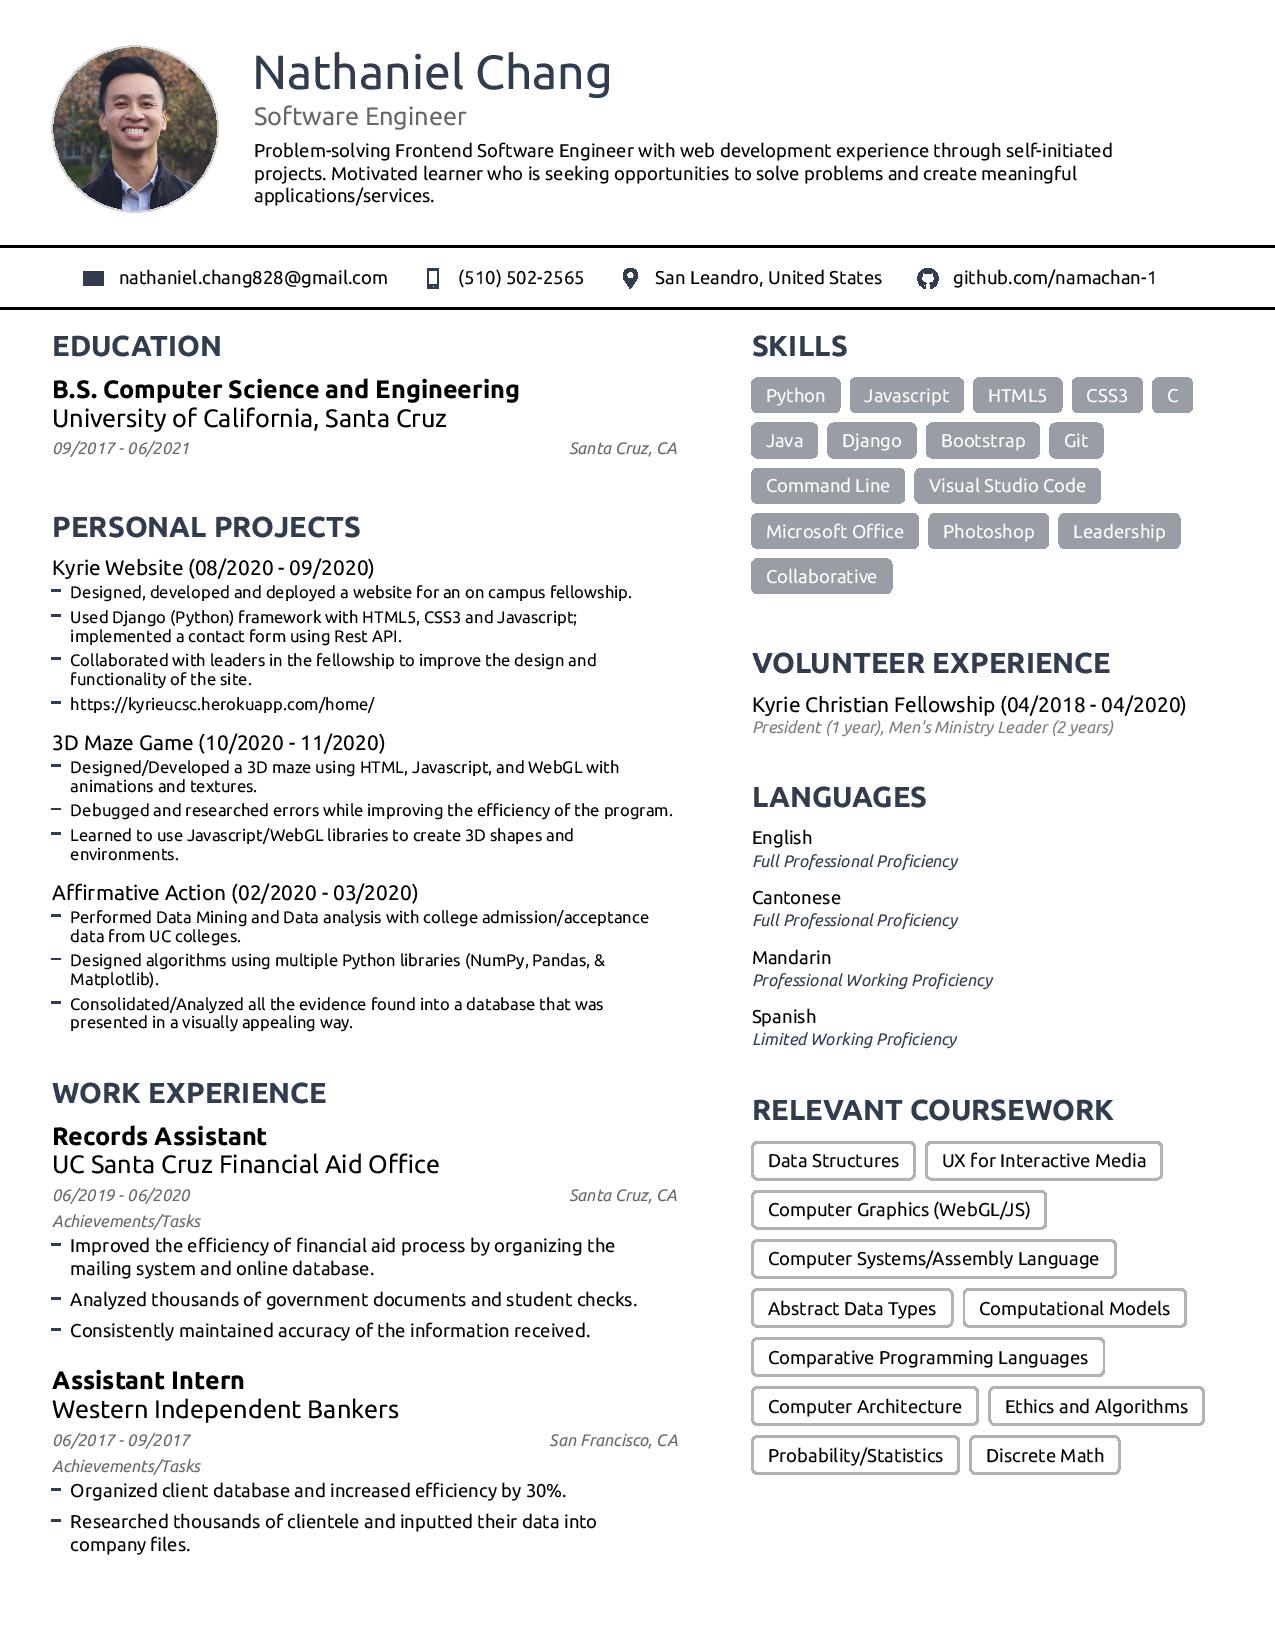 Nathaniel Chang
Software Engineer
Problem-solving Frontend Software Engineer with web development experience through self-initiated
projects. Motivated learner who is seeking opportunities to solve problems and create meaningful
applications/services.
nathaniel.chang828@gmail.com (510) 502-2565 San Leandro, United States github.com/namachan-1
EDUCATION
B.S. Computer Science and Engineering
University of California, Santa Cruz
09/2017 - 06/2021 Santa Cruz, CA
PERSONAL PROJECTS
Kyrie Website (08/2020 - 09/2020)
Designed, developed and deployed a website for an on campus fellowship.
Used Django (Python) framework with HTML5, CSS3 and Javascript;
implemented a contact form using Rest API.
Collaborated with leaders in the fellowship to improve the design and
functionality of the site.
https://kyrieucsc.herokuapp.com/home/
3D Maze Game (10/2020 - 11/2020)
Designed/Developed a 3D maze using HTML, Javascript, and WebGL with
animations and textures.
Debugged and researched errors while improving the efficiency of the program.
Learned to use Javascript/WebGL libraries to create 3D shapes and
environments.
Affirmative Action (02/2020 - 03/2020)
Performed Data Mining and Data analysis with college admission/acceptance
data from UC colleges.
Designed algorithms using multiple Python libraries (NumPy, Pandas, &
Matplotlib).
Consolidated/Analyzed all the evidence found into a database that was
presented in a visually appealing way.
WORK EXPERIENCE
Records Assistant
UC Santa Cruz Financial Aid Office
06/2019 - 06/2020 Santa Cruz, CA
Achievements/Tasks
Improved the efficiency of financial aid process by organizing the
mailing system and online database.
Analyzed thousands of government documents and student checks.
Consistently maintained accuracy of the information received.
Assistant Intern
Western Independent Bankers
06/2017 - 09/2017 San Francisco, CA
Achievements/Tasks
Organized client database and increased efficiency by 30%.
Researched thousands of clientele and inputted their data into
company files.
SKILLS
Python Javascript HTML5 CSS3 C
Java Django Bootstrap Git
Command Line Visual Studio Code
Microsoft Office Photoshop Leadership
Collaborative
VOLUNTEER EXPERIENCE
Kyrie Christian Fellowship (04/2018 - 04/2020)
President (1 year), Men's Ministry Leader (2 years)
LANGUAGES
English
Full Professional Proficiency
Cantonese
Full Professional Proficiency
Mandarin
Professional Working Proficiency
Spanish
Limited Working Proficiency
RELEVANT COURSEWORK
Data Structures UX for Interactive Media
Computer Graphics (WebGL/JS)
Computer Systems/Assembly Language
Abstract Data Types Computational Models
Comparative Programming Languages
Computer Architecture Ethics and Algorithms
Probability/Statistics Discrete Math